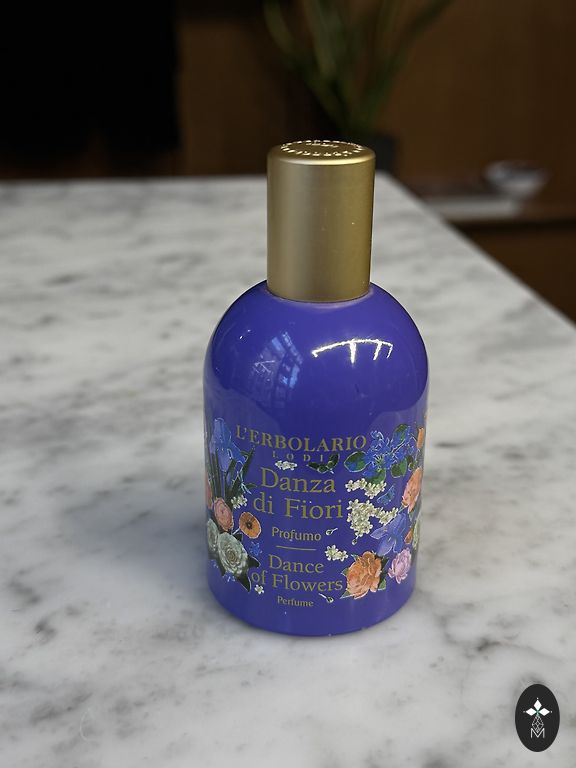 L'ERBOLARIO
LODI
Danza
di Fiori
Profumo
Dance
of Flowers
Perfume
M